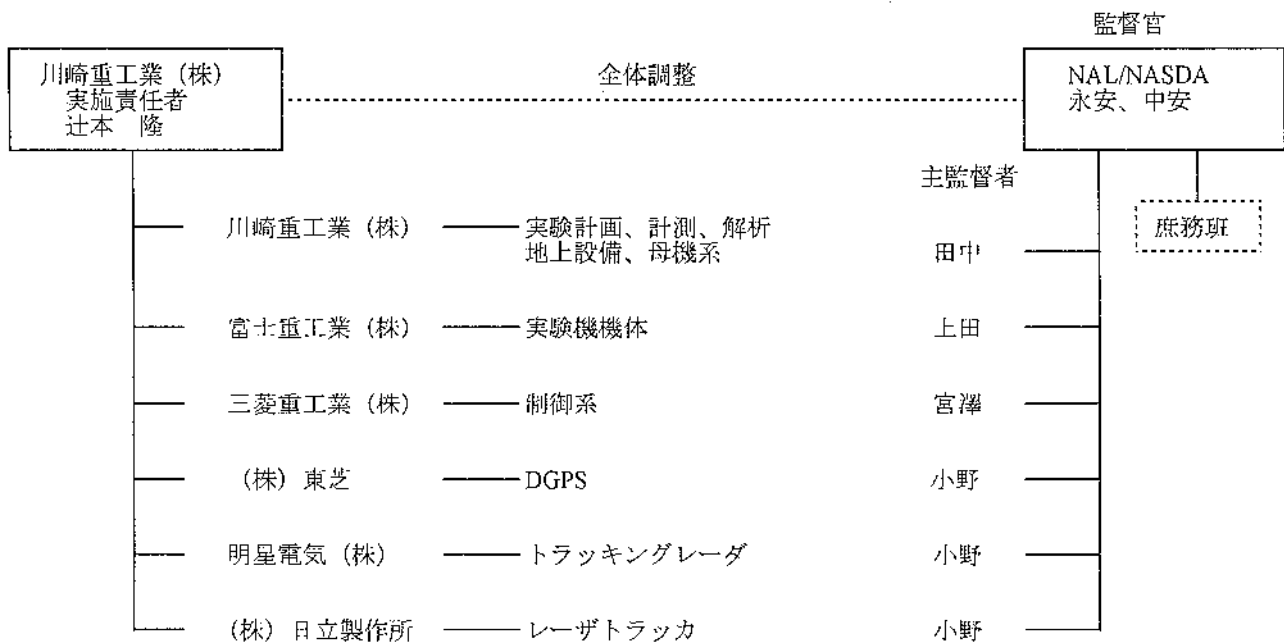 監督官
川崎重工業（株）
実施責任者
辻本　隆
全体調整
NAL/NASDA
永安、中安
主監督者
庶務班
川崎重工業（株）
実験計画、計測、解析
地上設備、母機系
田中
富士重工業（株）
実験機機体
上田
三菱重工業（株）
制御系
宮澤
（株）東芝
DGPS
小野
明星電気（株）
トラッキングレーダ
小野
（株）日立製作所
レーザトラッカ
小野